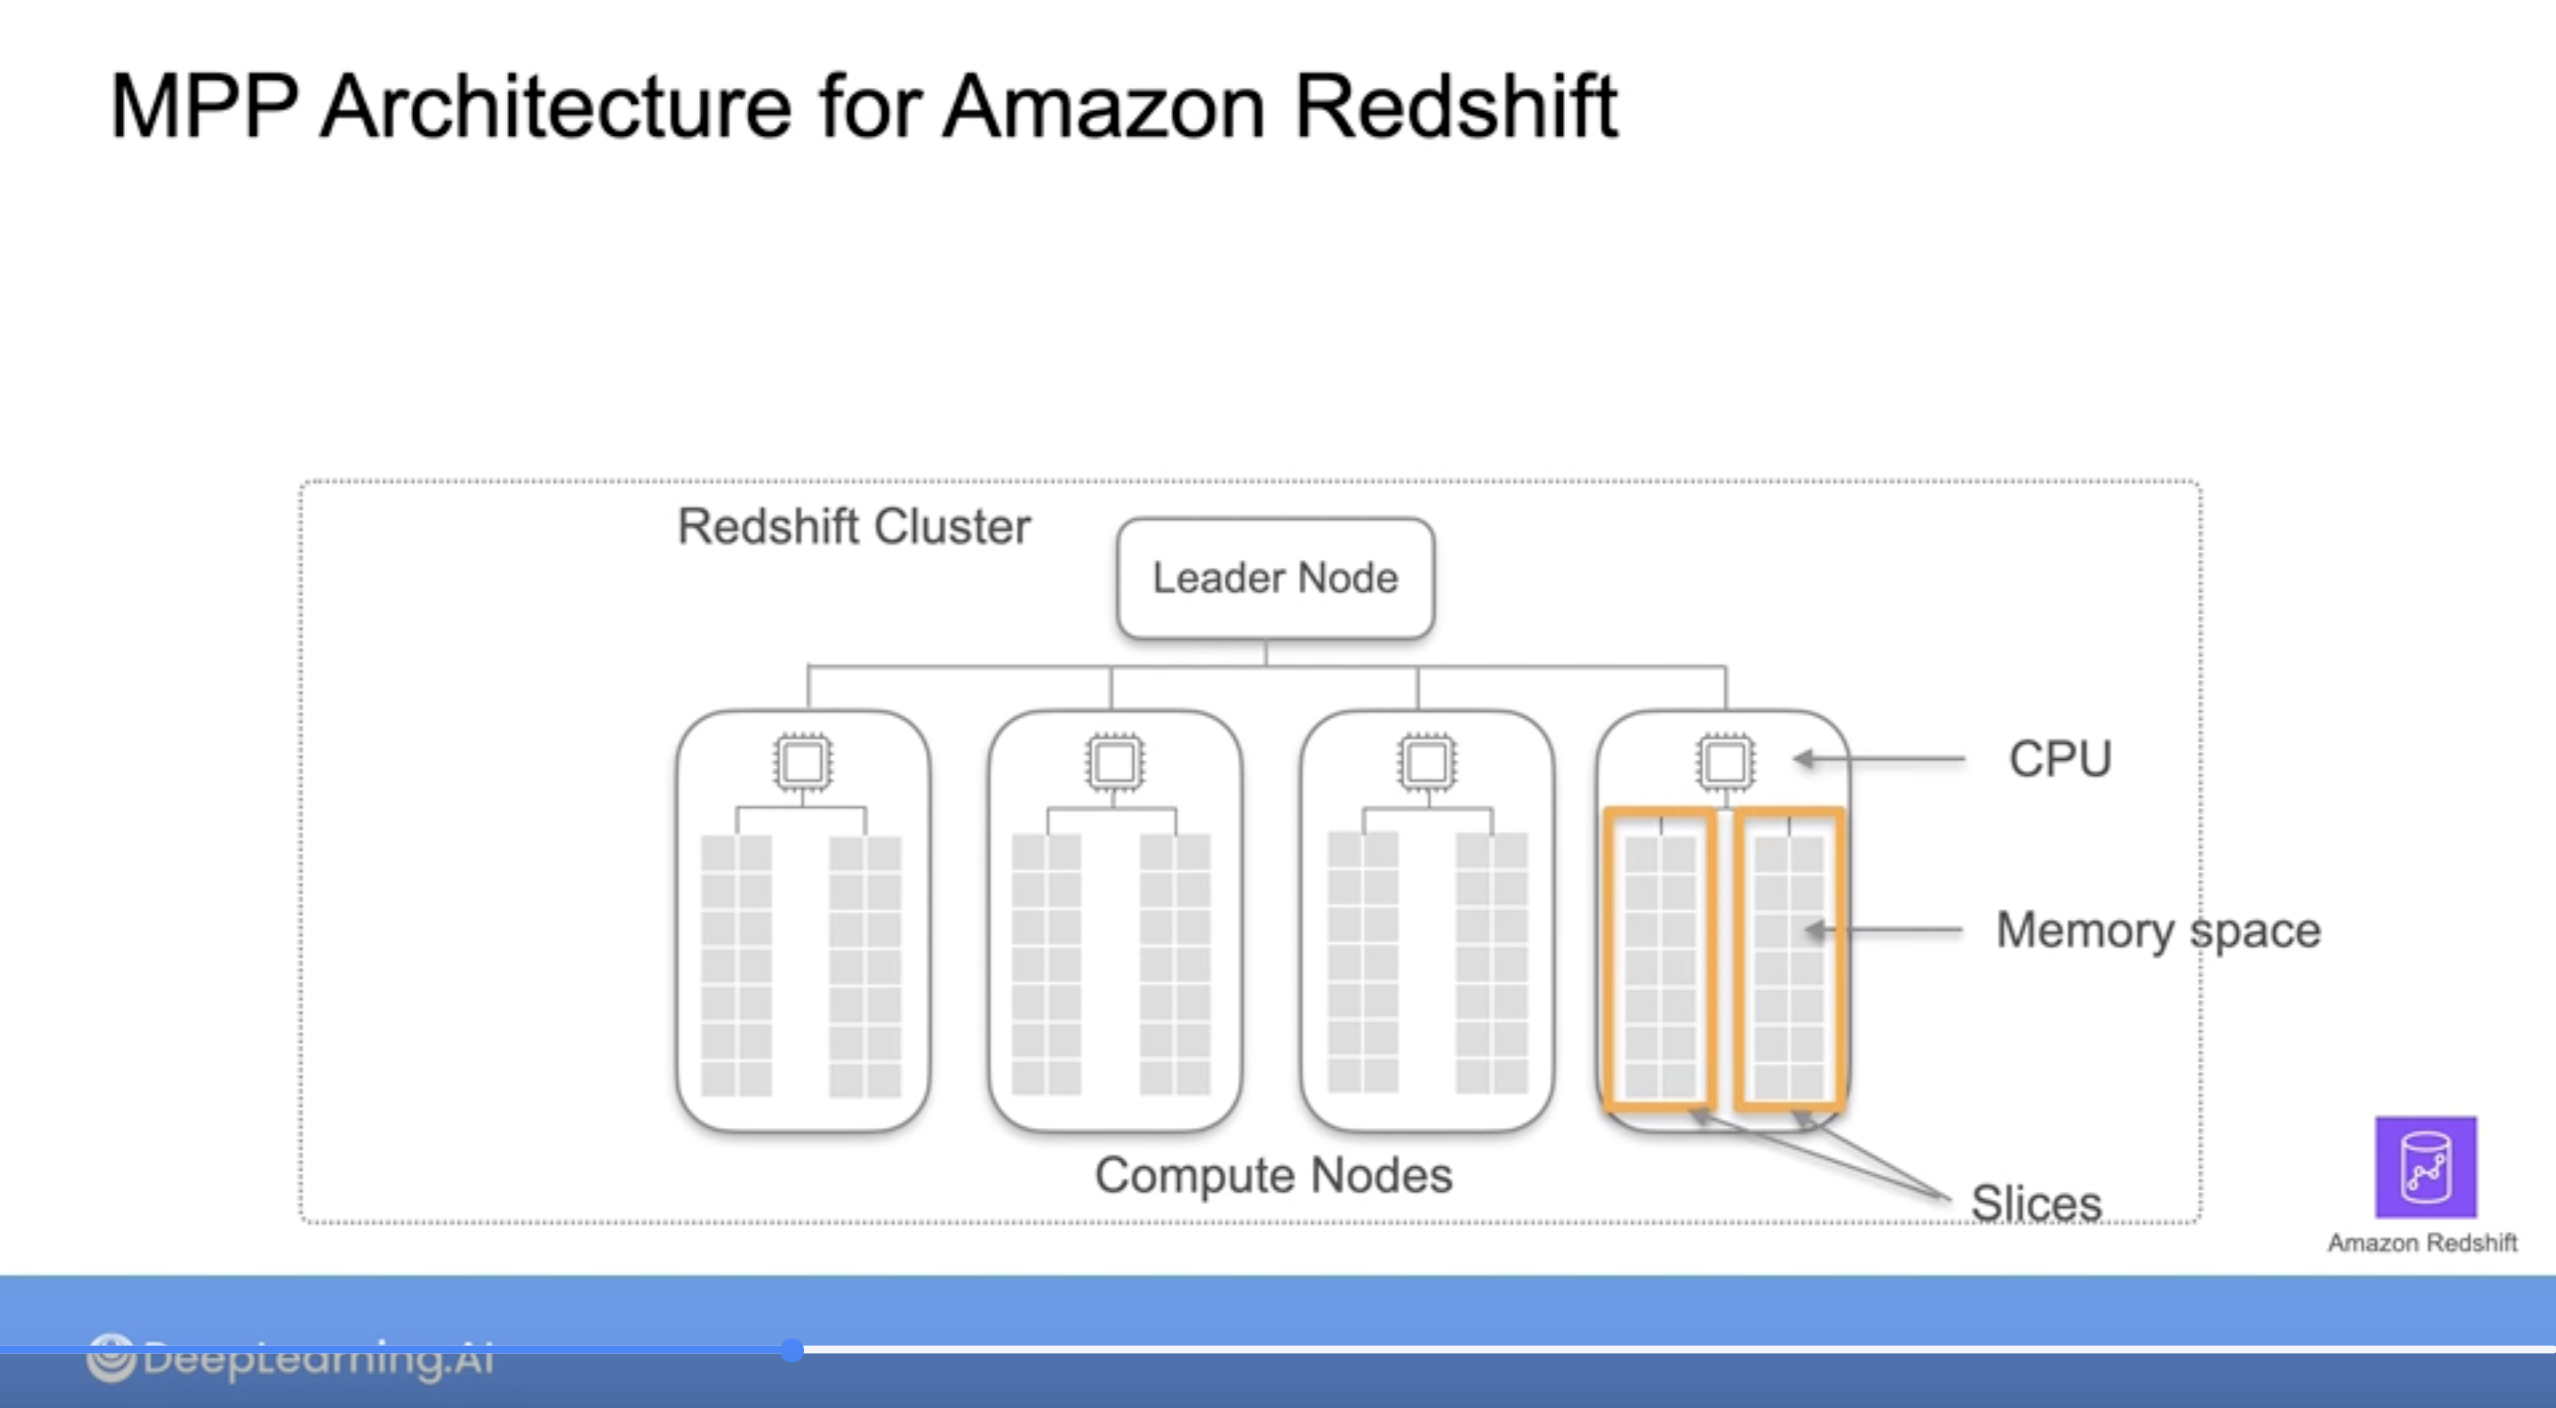 MPP Architecture for Amazon Redshift
Redshift Cluster
Leader Node
CPU
Memory space
Compute Nodes
Slices
Amazon Redshift
DeepLearning.AI